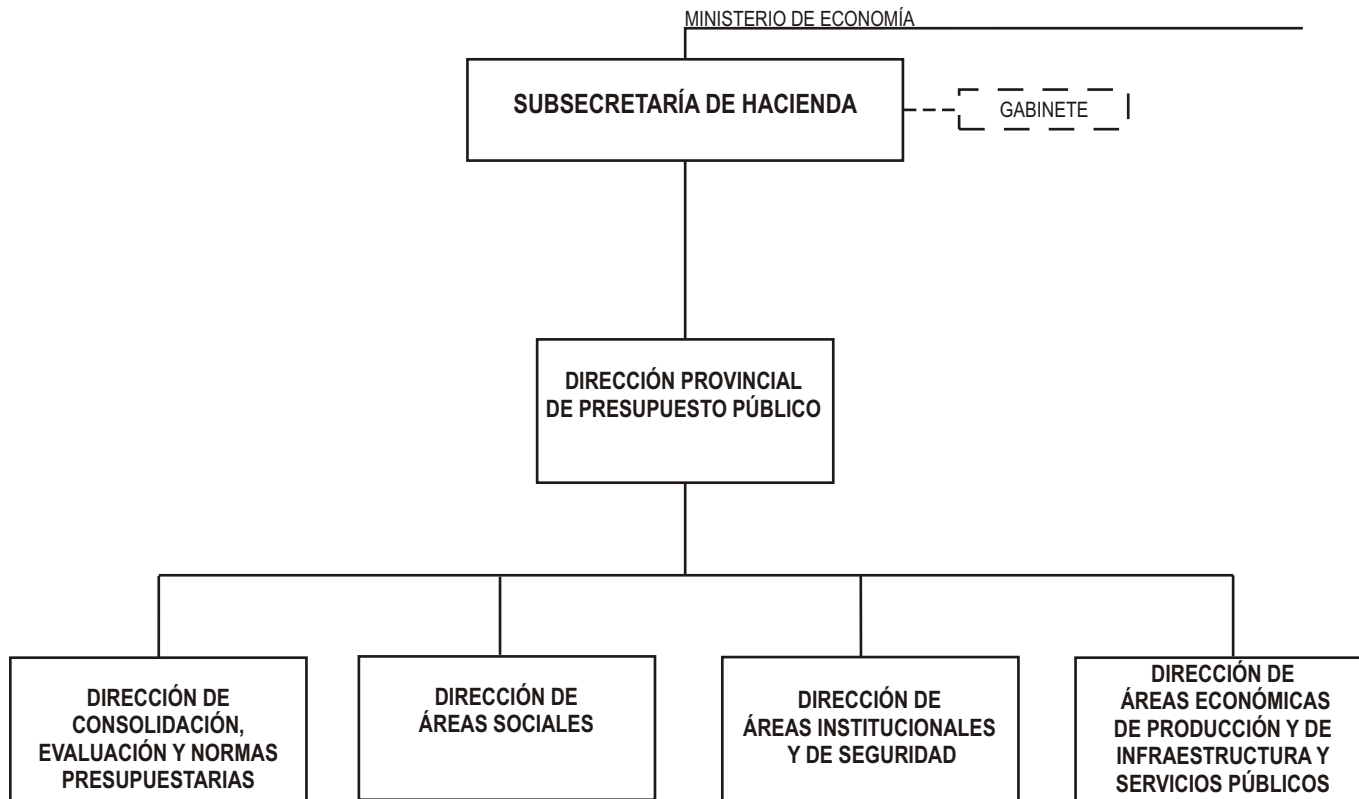 MINISTERIO DE ECONOMÍA
SUBSECRETARÍA DE HACIENDA
GABINETE
DIRECCIÓN PROVINCIAL
DE PRESUPUESTO PÚBLICO
DIRECCIÓN DE
CONSOLIDACIÓN,
EVALUACIÓN Y NORMAS
PRESUPUESTARIAS
DIRECCIÓN DE
ÁREAS SOCIALES
DIRECCIÓN DE
ÁREAS INSTITUCIONALES
Y DE SEGURIDAD
DIRECCIÓN DE
ÁREAS ECONÓMICAS
DE PRODUCCIÓN Y DE
INFRAESTRUCTURA Y
SERVICIOS PÚBLICOS